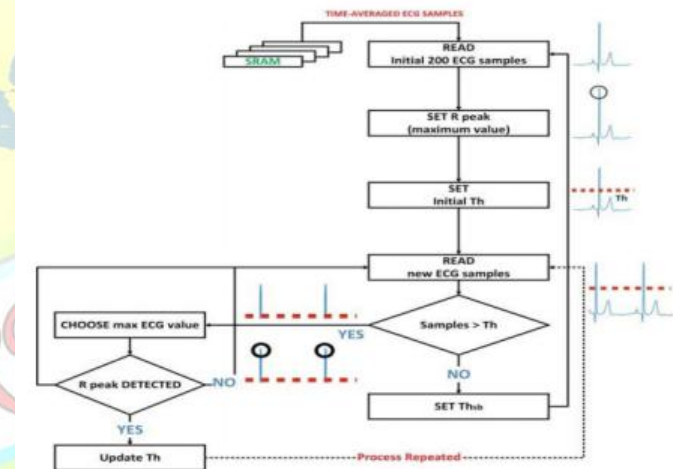 TIME-AVERAGED ECG SAMPLES
SRAM
READ
Initial 200 ECG samples
SET R peak
(maximum value)
SET
Initial Th
Th
READ
new ECG samples
CHOOSE max ECG value
Samples > Th
YES
R peak DETECTED
NO
NO
SET Thsb
YES
Update Th
Process Repeated